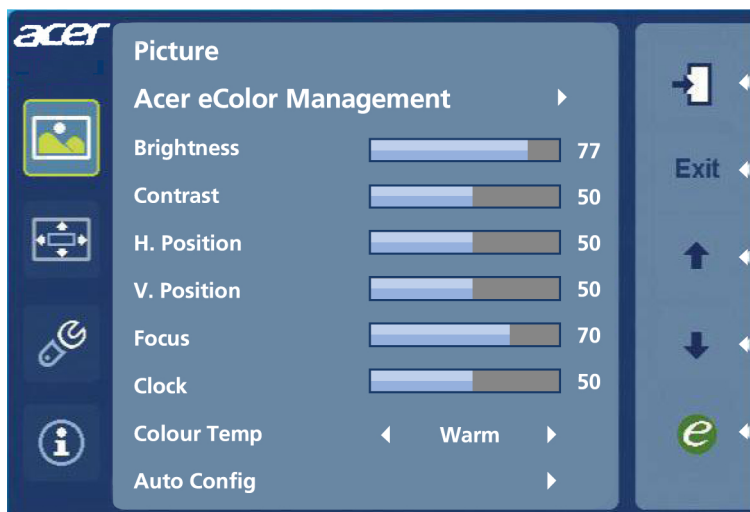 acer
Picture
Acer eColor Management
Brightness 77
Contrast 50
H. Position 50
V. Position 50
Focus 70
Clock 50
Colour Temp Warm
Auto Config
Exit
e